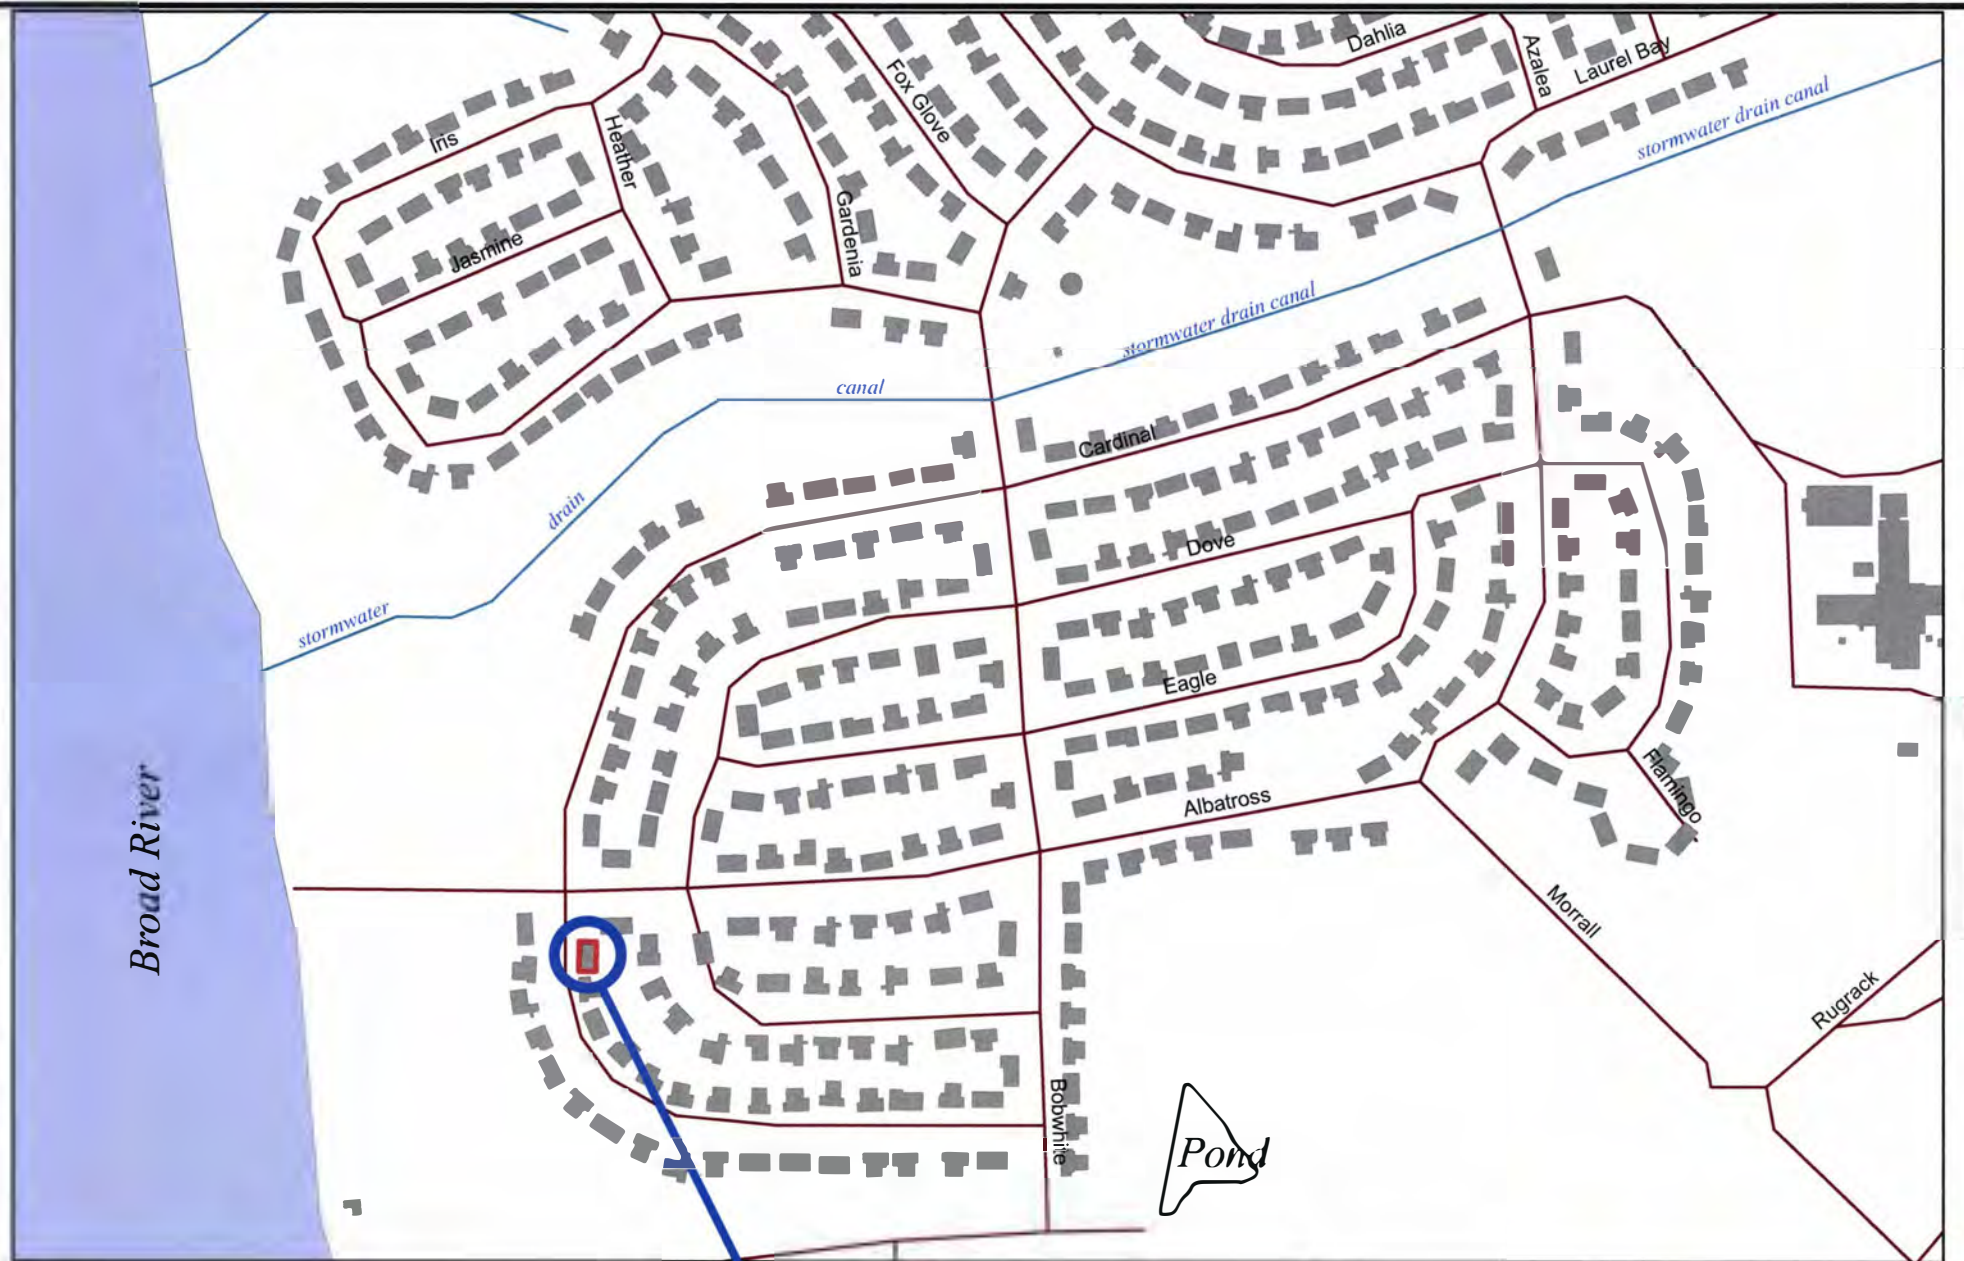 Dahlia
Azalea
Laurel Bay
Fox Glove
stormwater drain canal
Iris
Heather
Gardenia
Jasmine
stormwater drain canal
canal
Cardinal
drain
Dove
stormwater
Eagle
Flamingo
Albatross
Broad River
Morrall
Rugrack
Bobwhite
Pond